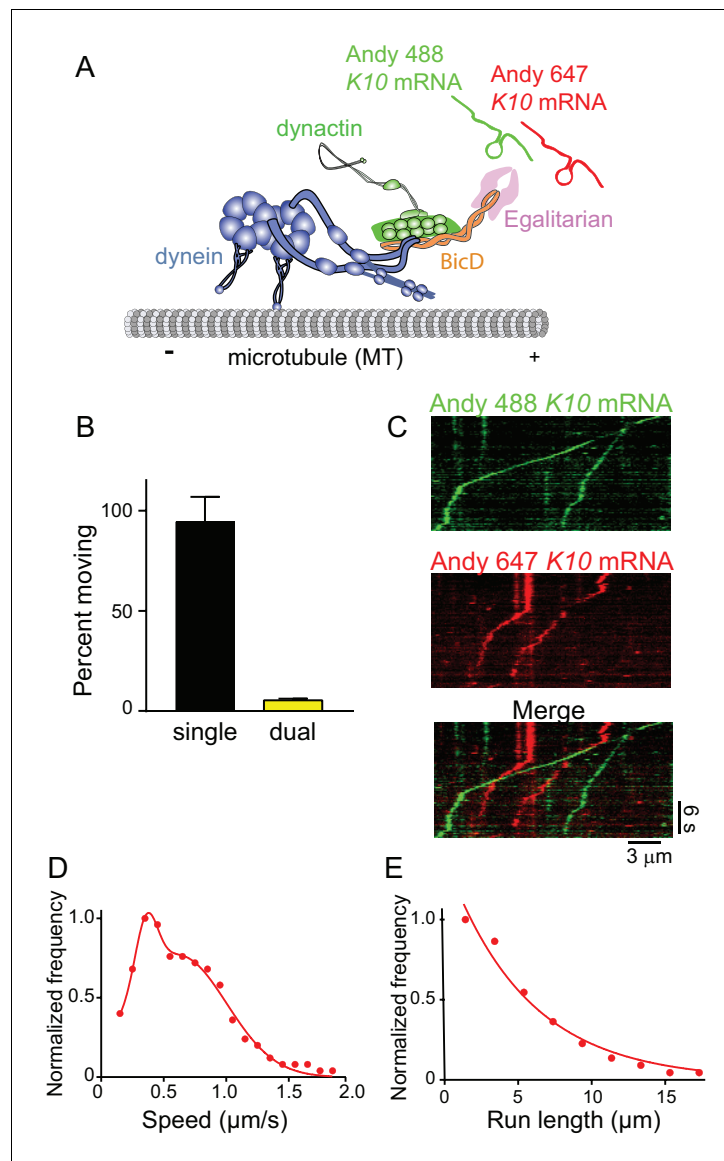 A
Andy 488
K10 mRNA
Andy 647
K10 mRNA
dynactin
Egalitarian
dynein
BicD
-
microtubule (MT)
+
B
Percent moving
100
50
0
single
dual
C
Andy 488 K10 mRNA
Andy 647 K10 mRNA
Merge
6 s
3 μm
D
Normalized frequency
1.0
0.5
0
0
0.5
1.0
1.5
2.0
Speed (μm/s)
E
Normalized frequency
1.0
0.5
0
0
5
10
15
Run length (μm)